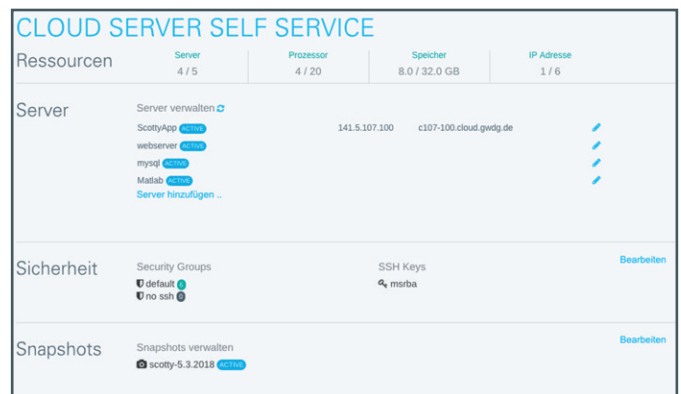 CLOUD SERVER SELF SERVICE
Ressourcen
Server Prozessor Speicher IP Adresse
4 / 5 4 / 20 8.0 / 32.0 GB 1 / 6
Server
Server verwalten
ScottyApp ACTIVE 141.5.107.100 c107-100.cloud.gwdg.de
webserver ACTIVE
mysql ACTIVE
Matlab ACTIVE
Server hinzufügen ..
Sicherheit
Bearbeiten
Security Groups SSH Keys
default
no ssh 0
msrba
Snapshots
Bearbeiten
Snapshots verwalten
scotty-5.3.2018 ACTIVE